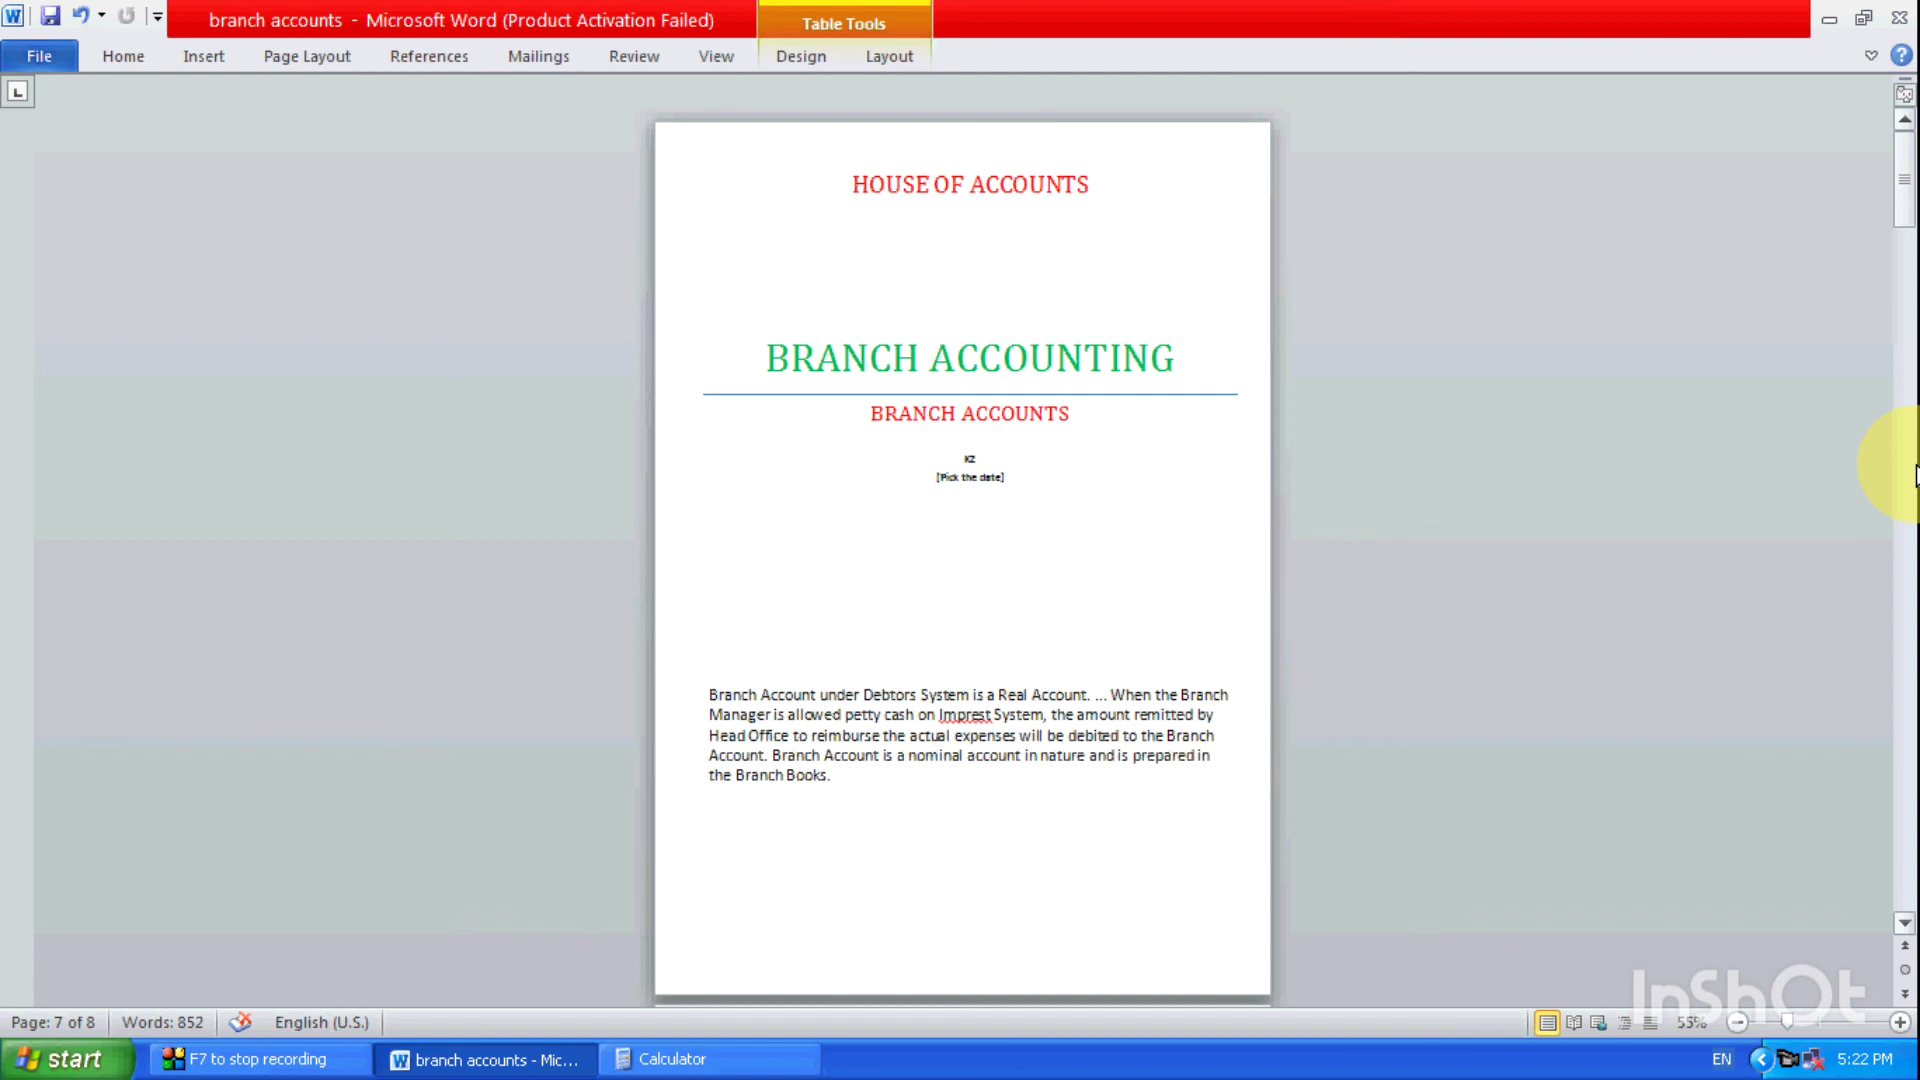 branch accounts - Microsoft Word (Product Activation Failed)
Table Tools
File Home Insert Page Layout References Mailings Review View Design Layout
HOUSE OF ACCOUNTS
BRANCH ACCOUNTING
BRANCH ACCOUNTS
KZ
[Pick the date]
Branch Account under Debtors System is a Real Account. ... When the Branch
Manager is allowed petty cash on Imprest System, the amount remitted by
Head Office to reimburse the actual expenses will be debited to the Branch
Account. Branch Account is a nominal account in nature and is prepared in
the Branch Books.
InShOt
Page: 7 of 8 Words: 852 English (U.S.) 55%
start F7 to stop recording branch accounts - Mic... Calculator EN 5:22 PM